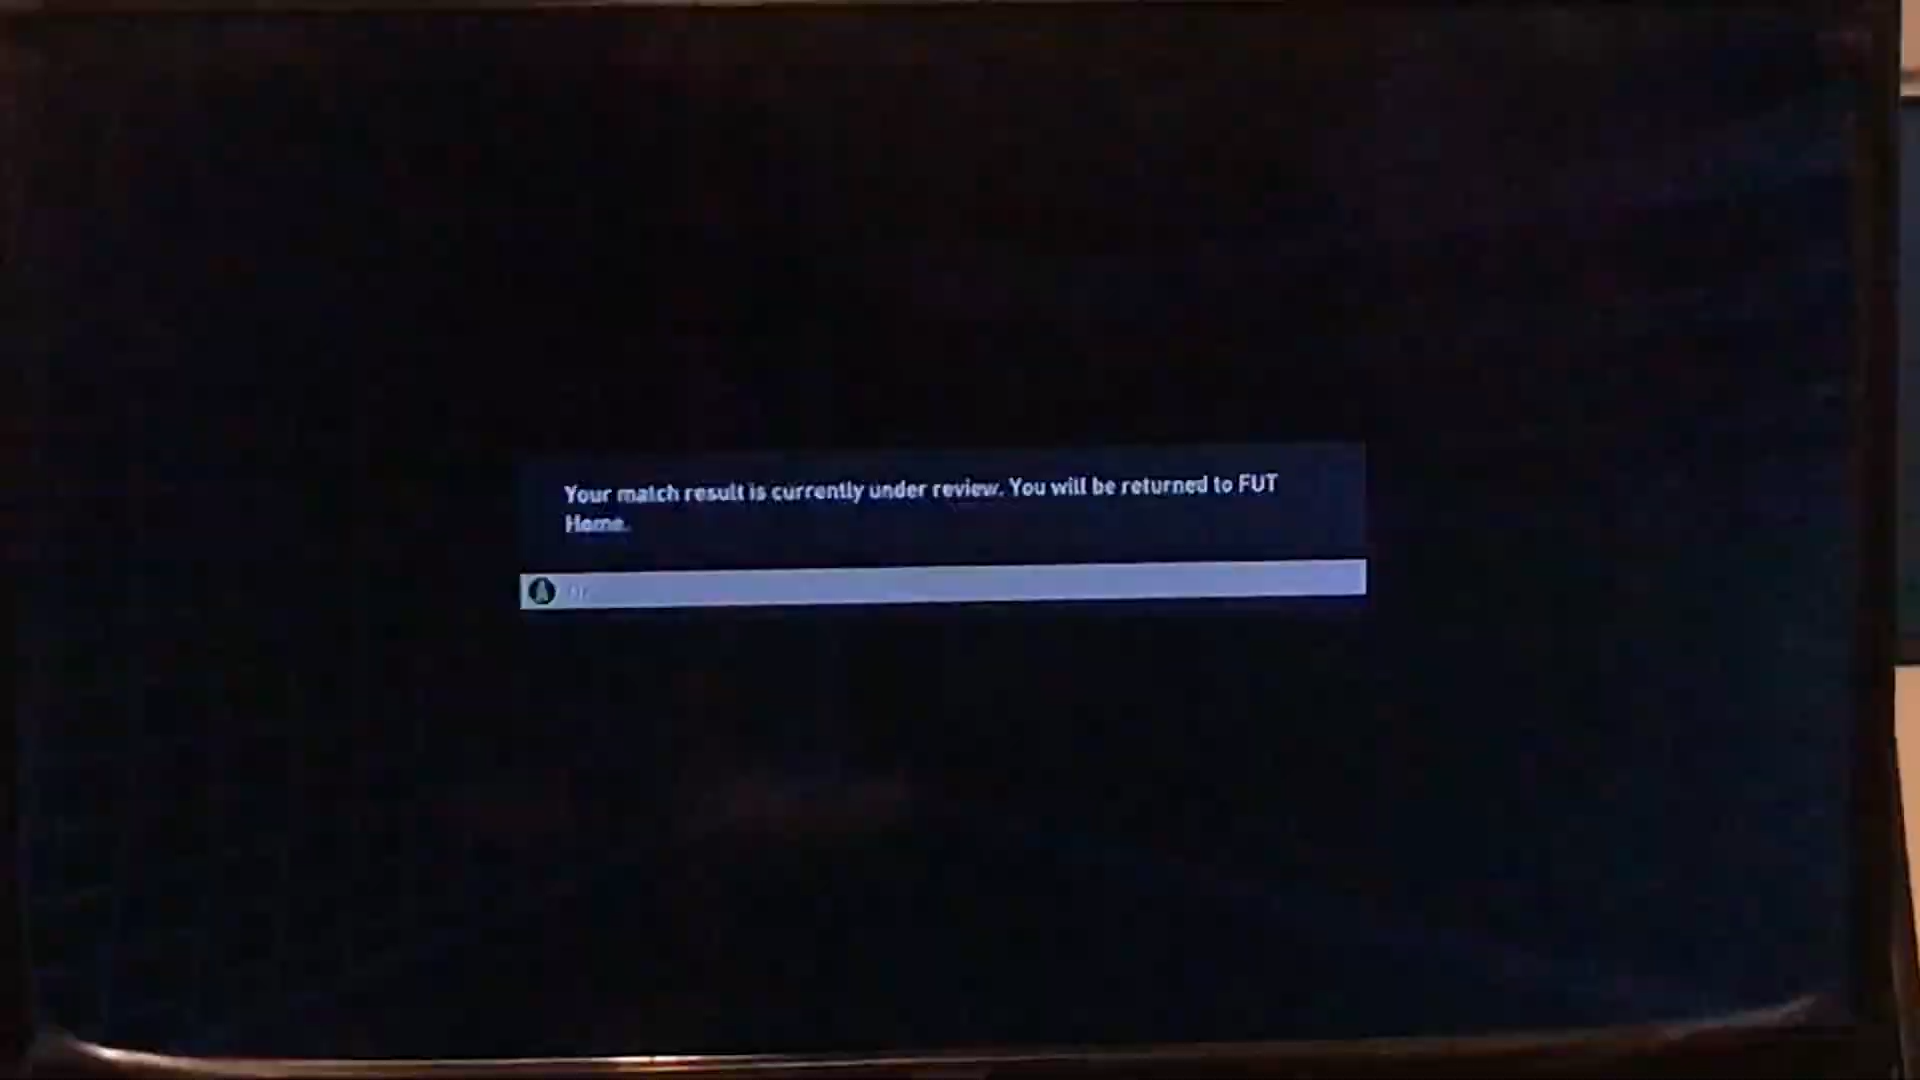 Your match result is currently under review. You will be returned to FUT
Home.
A